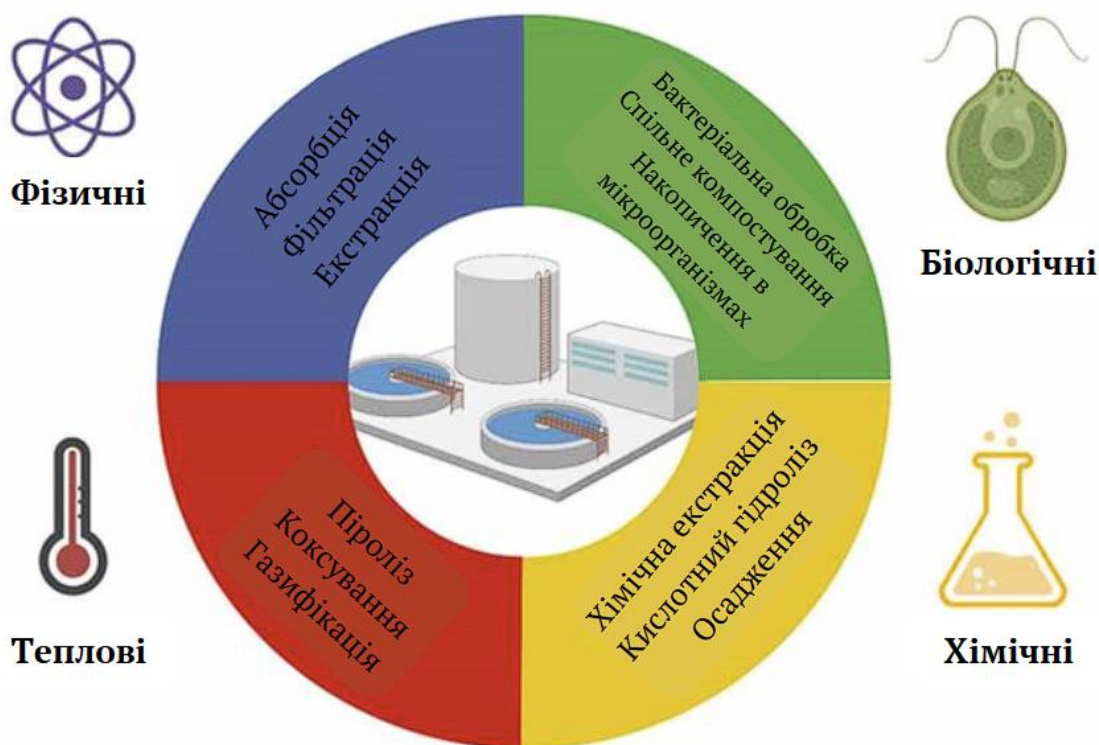 Фізичні
Абсорбція
Фільтрація
Екстракція
Бактеріальна обробка
Спільне компостування
Накопичення в
мікроорганізмах
Біологічні
Теплові
Піроліз
Коксування
Газифікація
Хімічна екстракція
Кислотний гідроліз
Осадження
Хімічні